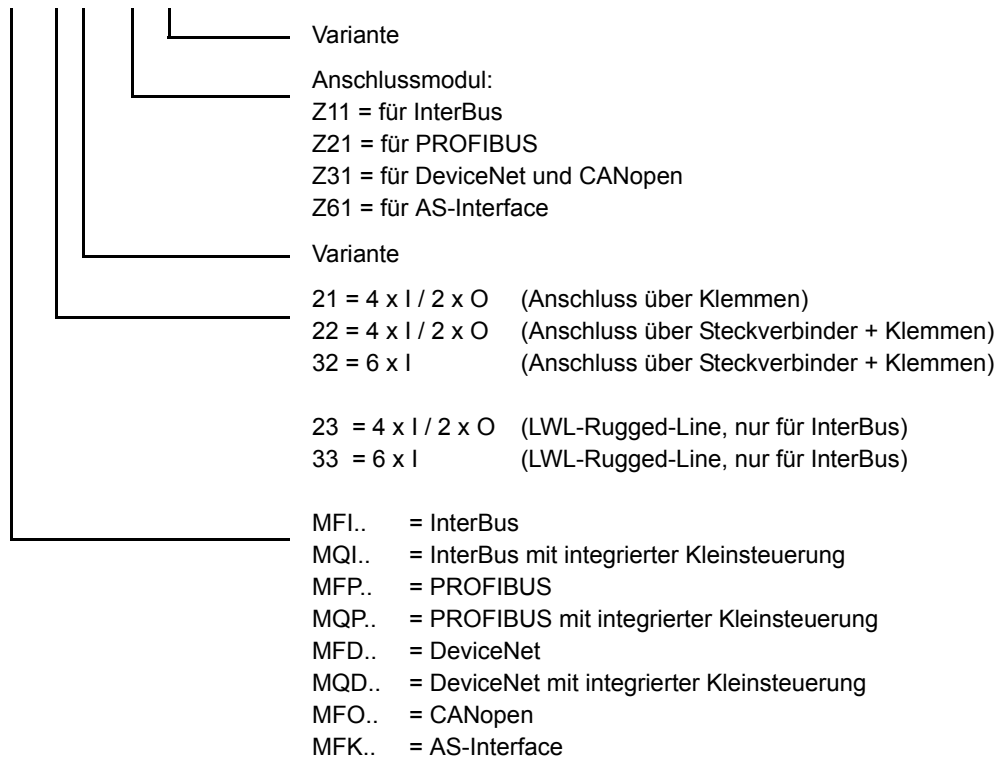 Variante
Anschlussmodul:
Z11 = für InterBus
Z21 = für PROFIBUS
Z31 = für DeviceNet und CANopen
Z61 = für AS-Interface
Variante
21 = 4 x I / 2 x O (Anschluss über Klemmen)
22 = 4 x I / 2 x O (Anschluss über Steckverbinder + Klemmen)
32 = 6 x I (Anschluss über Steckverbinder + Klemmen)
23 = 4 x I / 2 x O (LWL-Rugged-Line, nur für InterBus)
33 = 6 x I (LWL-Rugged-Line, nur für InterBus)
MFI.. = InterBus
MQI.. = InterBus mit integrierter Kleinsteuerung
MFP.. = PROFIBUS
MQP.. = PROFIBUS mit integrierter Kleinsteuerung
MFD.. = DeviceNet
MQD.. = DeviceNet mit integrierter Kleinsteuerung
MFO.. = CANopen
MFK.. = AS-Interface